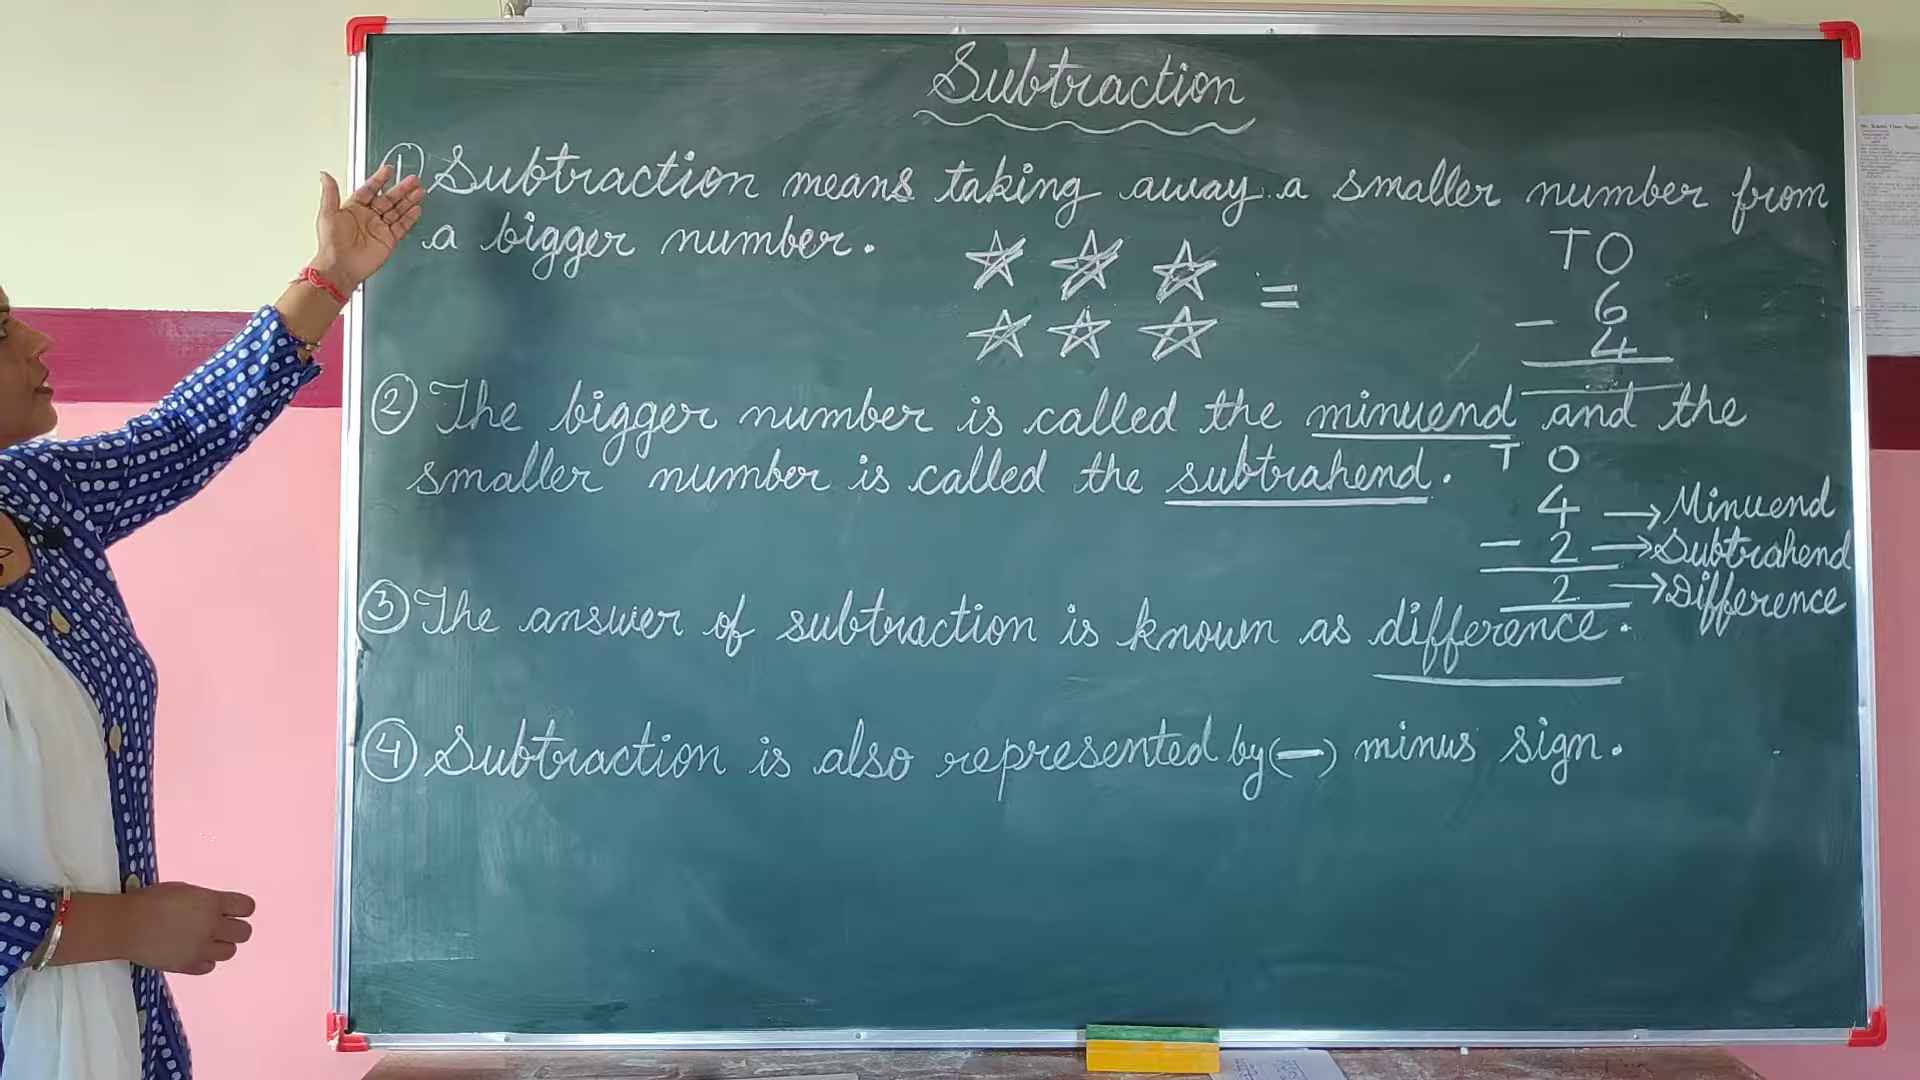 Subtraction
① Subtraction means taking away a smaller number from
a bigger number.
=
T O
6
- 4
② The bigger number is called the minuend and the
smaller number is called the subtrahend.
T O
4 → Minuend
- 2 → Subtrahend
2 → Difference
③ The answer of subtraction is known as difference.
④ Subtraction is also represented by (-) minus sign.